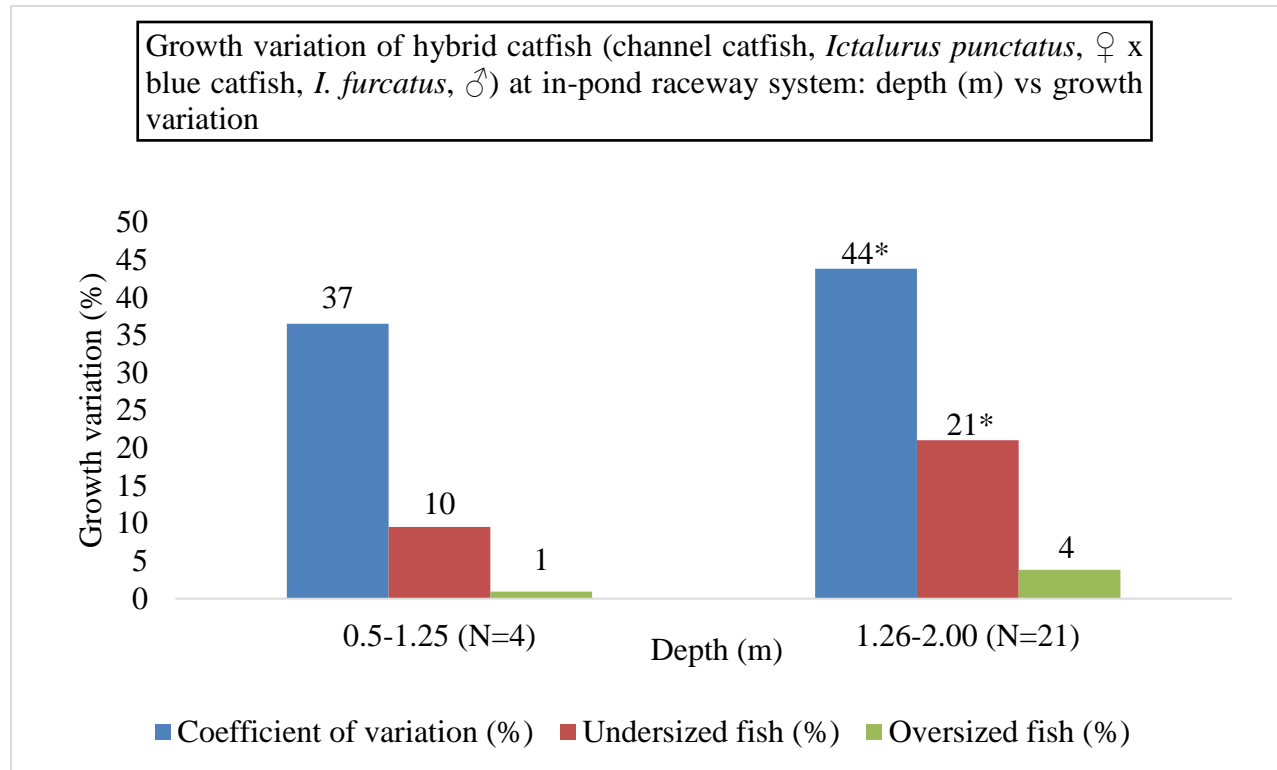 Growth variation of hybrid catfish (channel catfish, Ictalurus punctatus, ♀ x
blue catfish, I. furcatus, ♂) at in-pond raceway system: depth (m) vs growth
variation
Growth variation (%)
50
45
40
35
30
25
20
15
10
5
0
37
10
1
44*
21*
4
0.5-1.25 (N=4)
1.26-2.00 (N=21)
Depth (m)
Coefficient of variation (%)
Undersized fish (%)
Oversized fish (%)